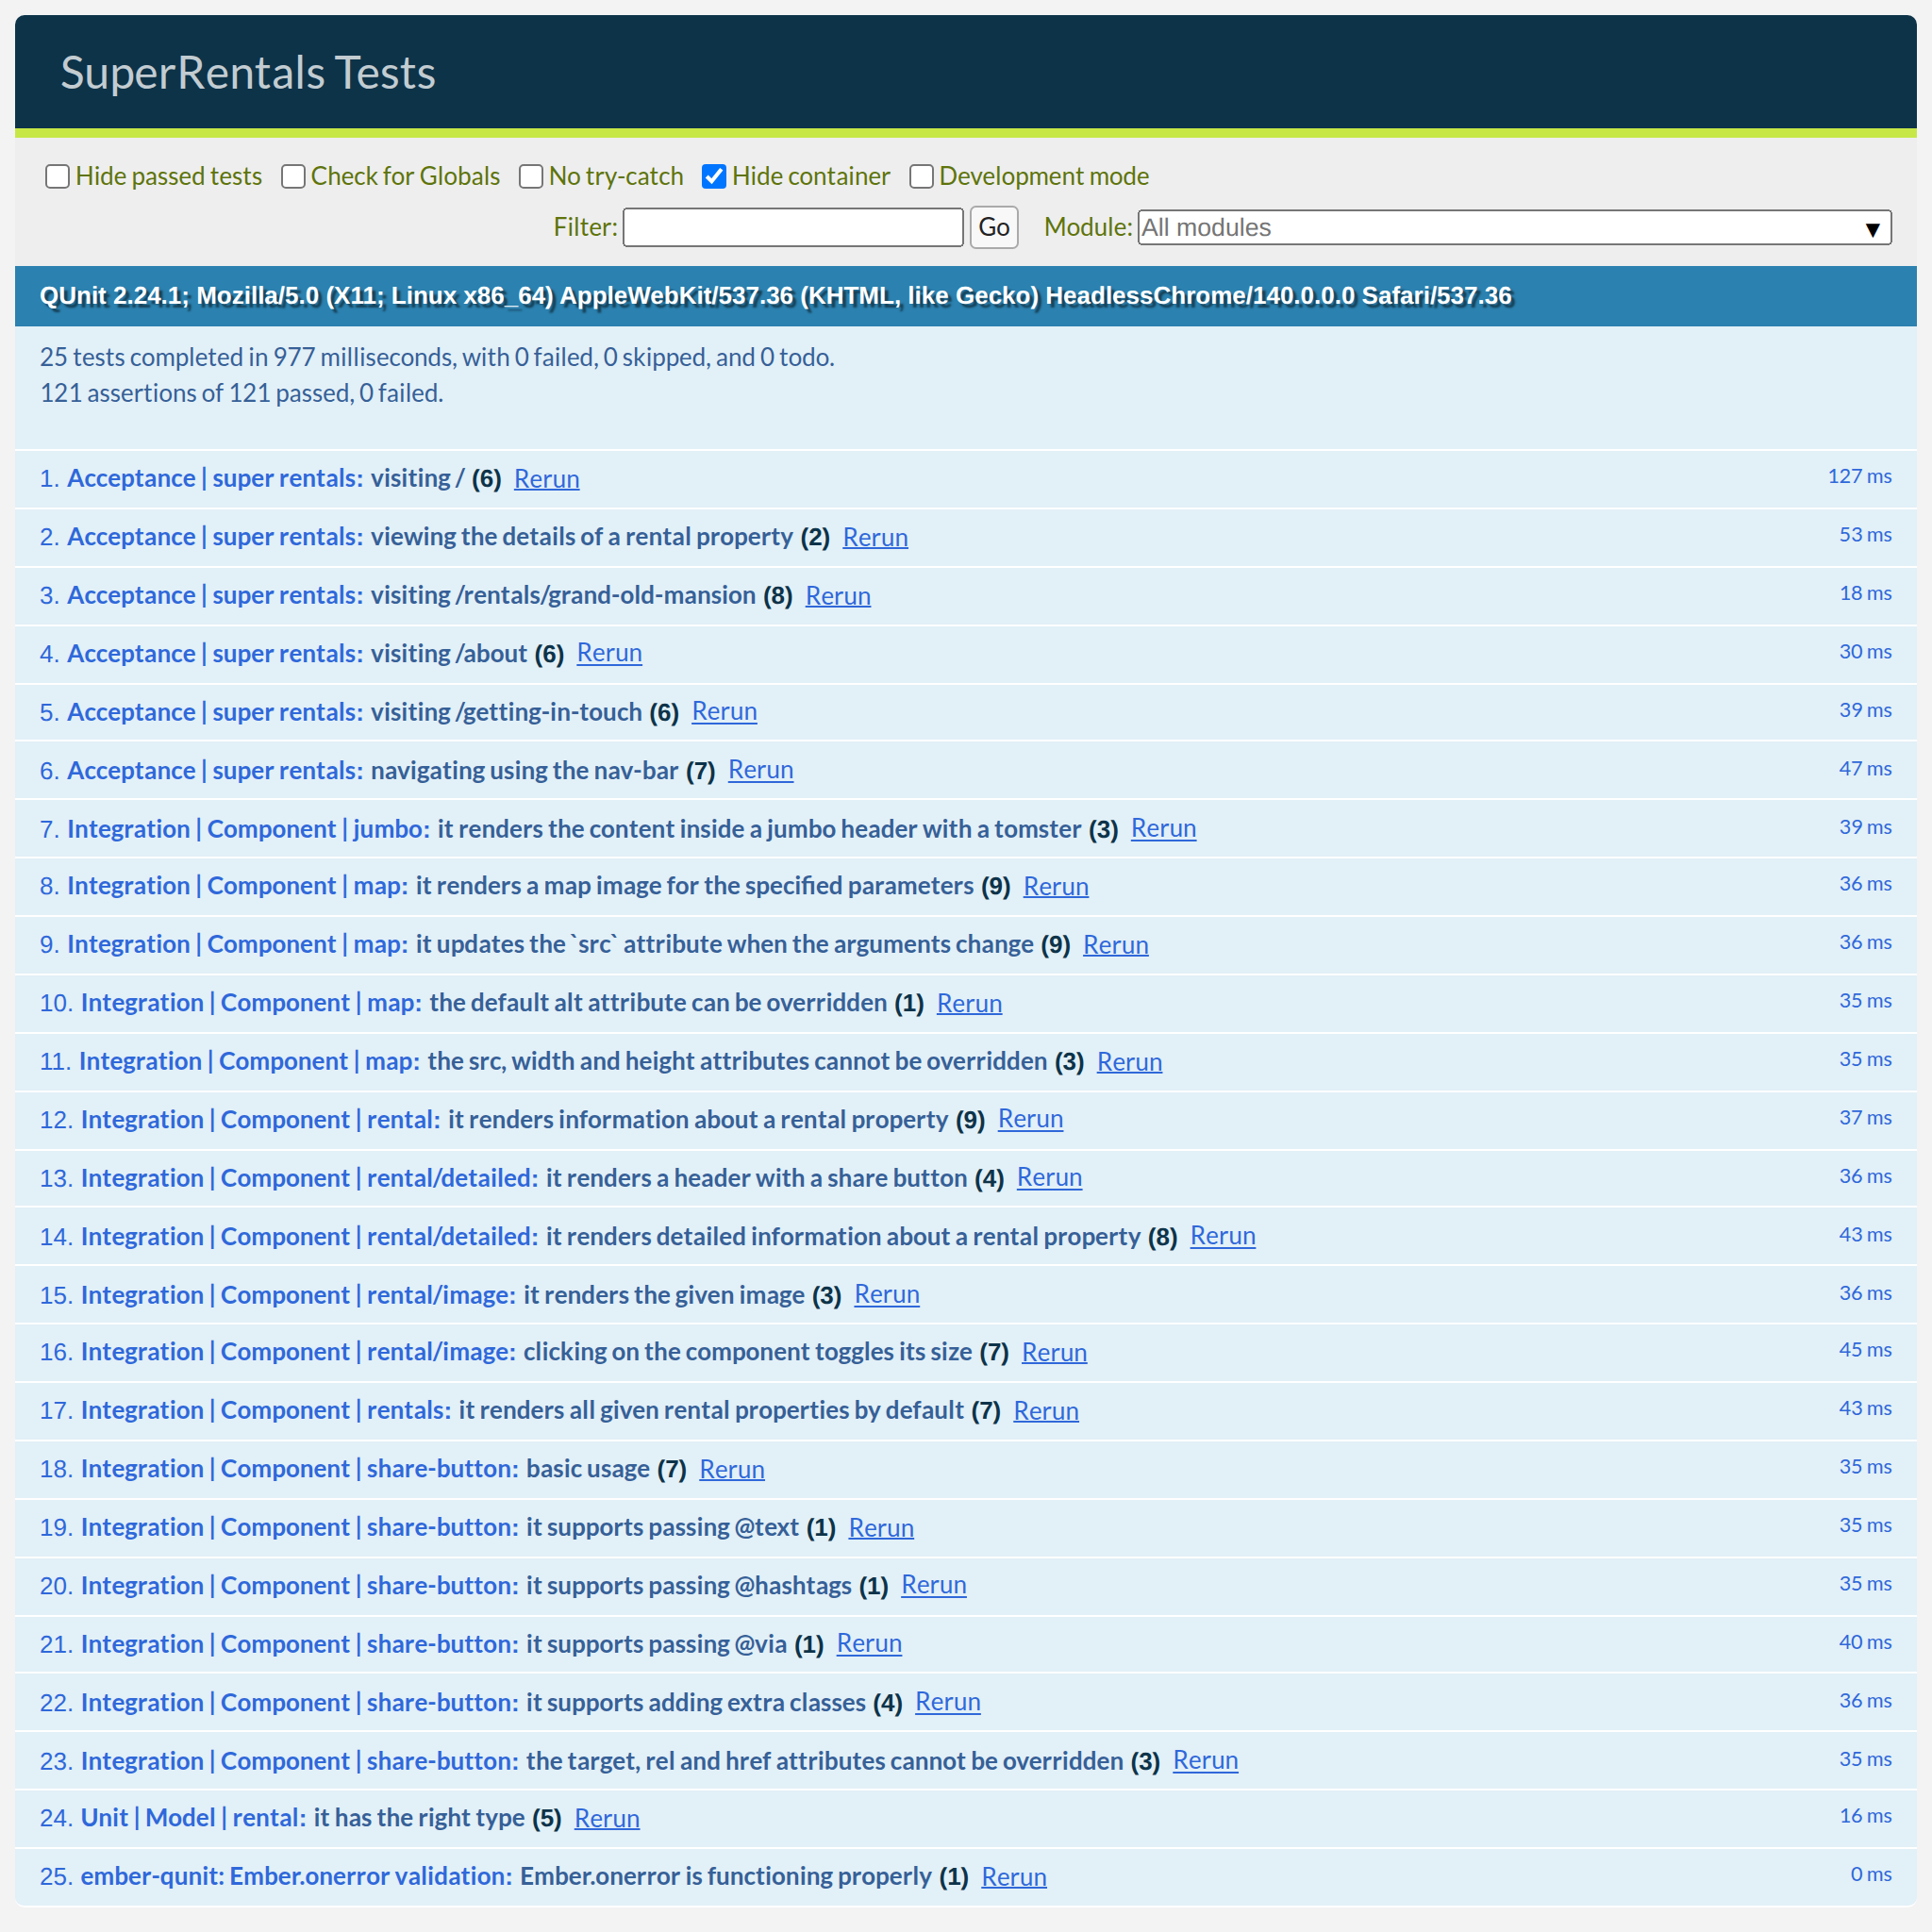 SuperRentals Tests
Hide passed tests Check for Globals No try-catch Hide container Development mode
Filter: Go Module: All modules ▼
QUnit 2.24.1; Mozilla/5.0 (X11; Linux x86_64) AppleWebKit/537.36 (KHTML, like Gecko) HeadlessChrome/140.0.0.0 Safari/537.36
25 tests completed in 977 milliseconds, with 0 failed, 0 skipped, and 0 todo.
121 assertions of 121 passed, 0 failed.
1. Acceptance | super rentals: visiting / (6) Rerun 127 ms
2. Acceptance | super rentals: viewing the details of a rental property (2) Rerun 53 ms
3. Acceptance | super rentals: visiting /rentals/grand-old-mansion (8) Rerun 18 ms
4. Acceptance | super rentals: visiting /about (6) Rerun 30 ms
5. Acceptance | super rentals: visiting /getting-in-touch (6) Rerun 39 ms
6. Acceptance | super rentals: navigating using the nav-bar (7) Rerun 47 ms
7. Integration | Component | jumbo: it renders the content inside a jumbo header with a tomster (3) Rerun 39 ms
8. Integration | Component | map: it renders a map image for the specified parameters (9) Rerun 36 ms
9. Integration | Component | map: it updates the `src` attribute when the arguments change (9) Rerun 36 ms
10. Integration | Component | map: the default alt attribute can be overridden (1) Rerun 35 ms
11. Integration | Component | map: the src, width and height attributes cannot be overridden (3) Rerun 35 ms
12. Integration | Component | rental: it renders information about a rental property (9) Rerun 37 ms
13. Integration | Component | rental/detailed: it renders a header with a share button (4) Rerun 36 ms
14. Integration | Component | rental/detailed: it renders detailed information about a rental property (8) Rerun 43 ms
15. Integration | Component | rental/image: it renders the given image (3) Rerun 36 ms
16. Integration | Component | rental/image: clicking on the component toggles its size (7) Rerun 45 ms
17. Integration | Component | rentals: it renders all given rental properties by default (7) Rerun 43 ms
18. Integration | Component | share-button: basic usage (7) Rerun 35 ms
19. Integration | Component | share-button: it supports passing @text (1) Rerun 35 ms
20. Integration | Component | share-button: it supports passing @hashtags (1) Rerun 35 ms
21. Integration | Component | share-button: it supports passing @via (1) Rerun 40 ms
22. Integration | Component | share-button: it supports adding extra classes (4) Rerun 36 ms
23. Integration | Component | share-button: the target, rel and href attributes cannot be overridden (3) Rerun 35 ms
24. Unit | Model | rental: it has the right type (5) Rerun 16 ms
25. ember-qunit: Ember.onerror validation: Ember.onerror is functioning properly (1) Rerun 0 ms